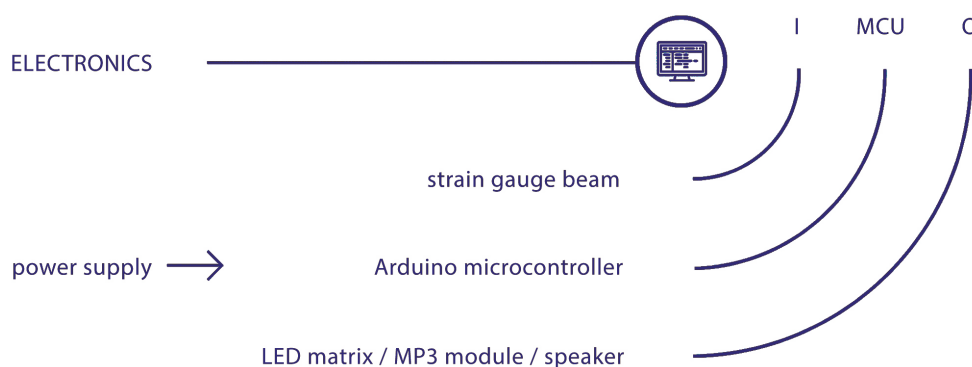 I MCU O
ELECTRONICS
strain gauge beam
power supply Arduino microcontroller
LED matrix / MP3 module / speaker